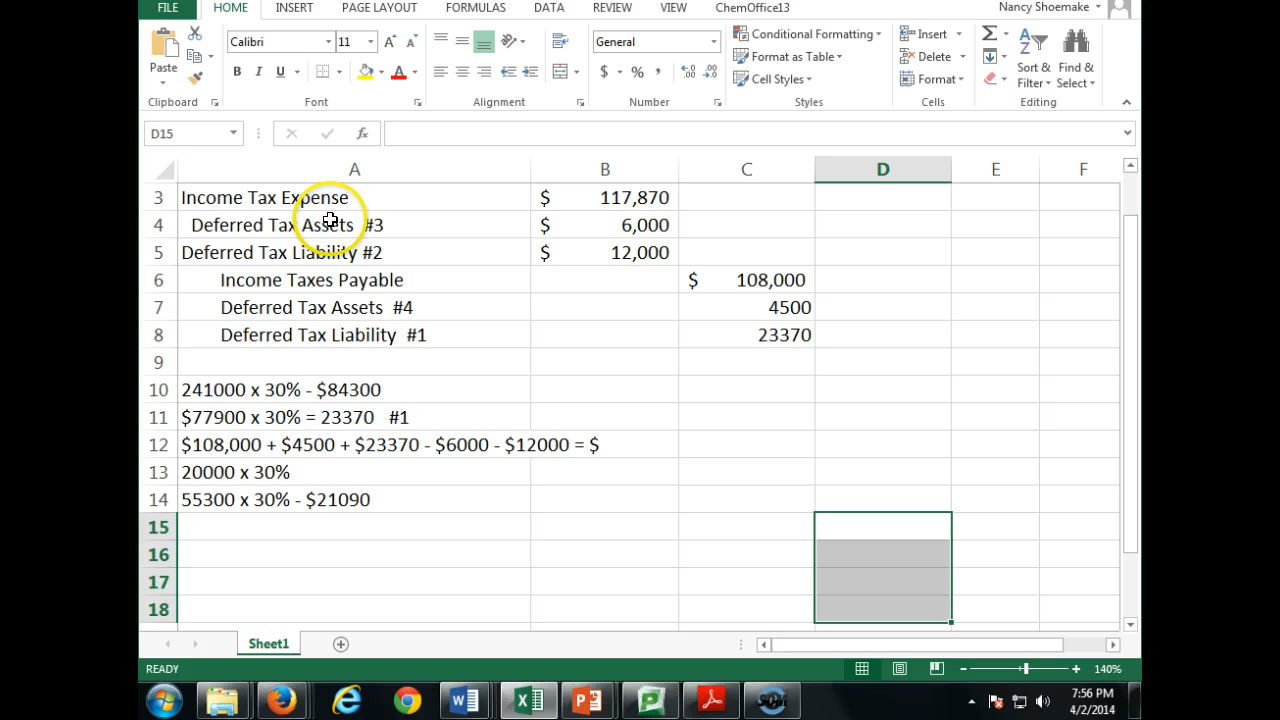 FILE HOME INSERT PAGE LAYOUT FORMULAS DATA REVIEW VIEW ChemOffice13 Nancy Shoemake
Calibri 11 General Conditional Formatting Insert
Paste B I U $ % , Format as Table Delete Sort & Find &
Cell Styles Format Filter Select
Clipboard Font Alignment Number Styles Cells Editing
D15 fx
A B C D E F
3 Income Tax Expense $ 117,870
4 Deferred Tax Assets #3 $ 6,000
5 Deferred Tax Liability #2 $ 12,000
6 Income Taxes Payable $ 108,000
7 Deferred Tax Assets #4 4500
8 Deferred Tax Liability #1 23370
9
10 241000 x 30% - $84300
11 $77900 x 30% = 23370 #1
12 $108,000 + $4500 + $23370 - $6000 - $12000 = $
13 20000 x 30%
14 55300 x 30% - $21090
15
16
17
18
Sheet1
READY 140%
7:56 PM
4/2/2014